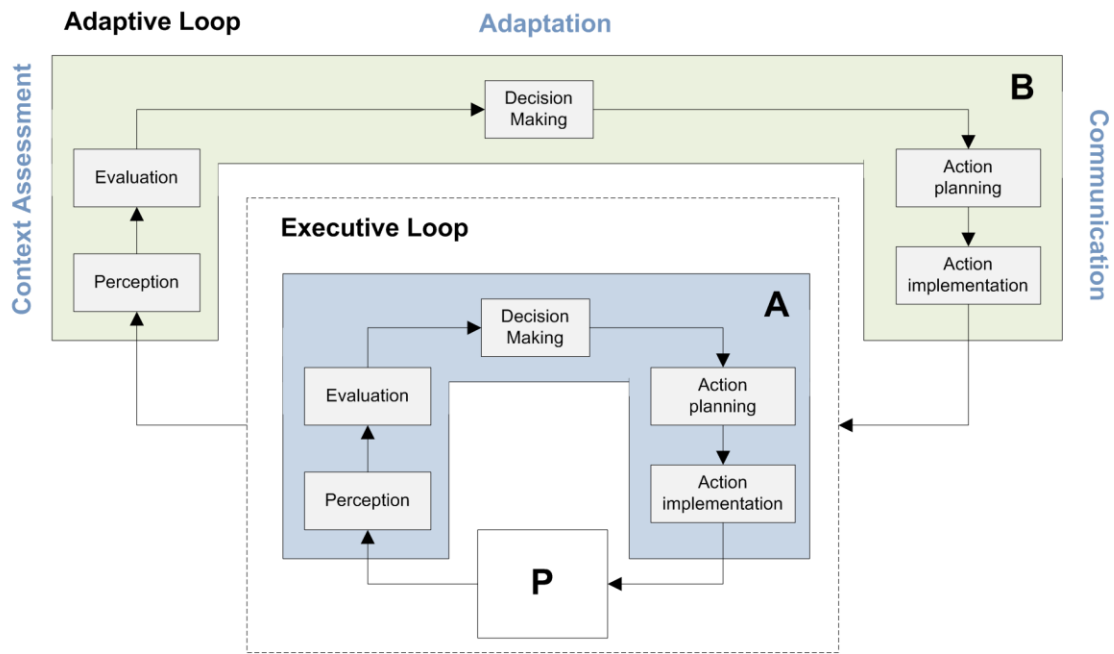 Adaptive Loop
Adaptation
Context Assessment
Communication
B
Decision
Making
Evaluation
Perception
Action
planning
Action
implementation
Executive Loop
A
Decision
Making
Evaluation
Perception
Action
planning
Action
implementation
P